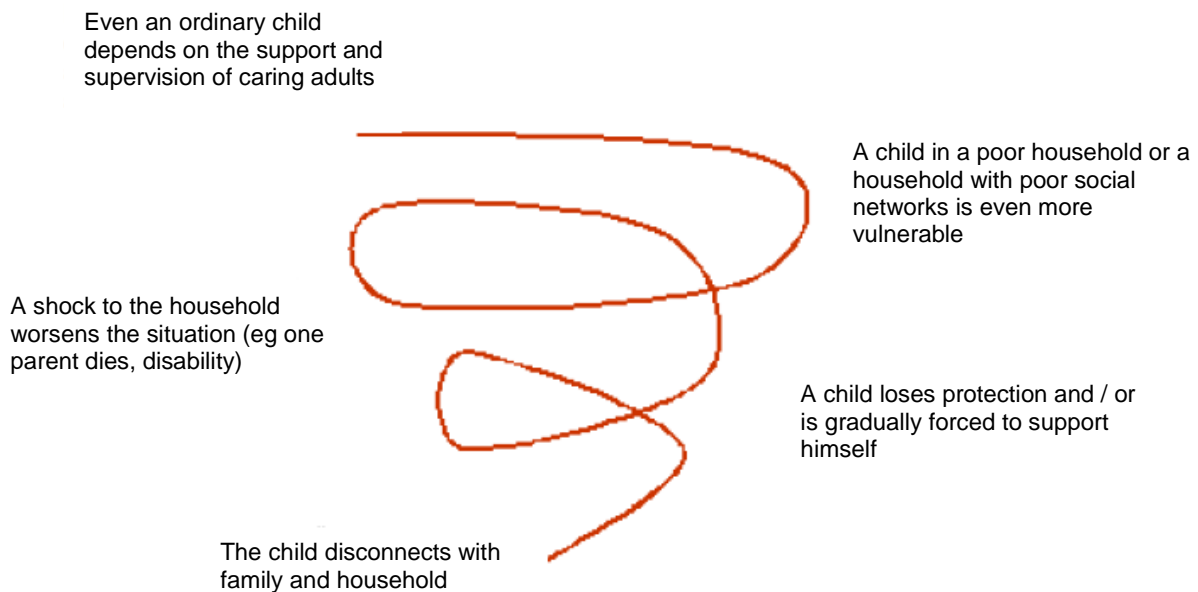 Even an ordinary child
depends on the support and
supervision of caring adults
A child in a poor household or a
household with poor social
networks is even more
vulnerable
A shock to the household
worsens the situation (eg one
parent dies, disability)
A child loses protection and / or
is gradually forced to support
himself
The child disconnects with
family and household